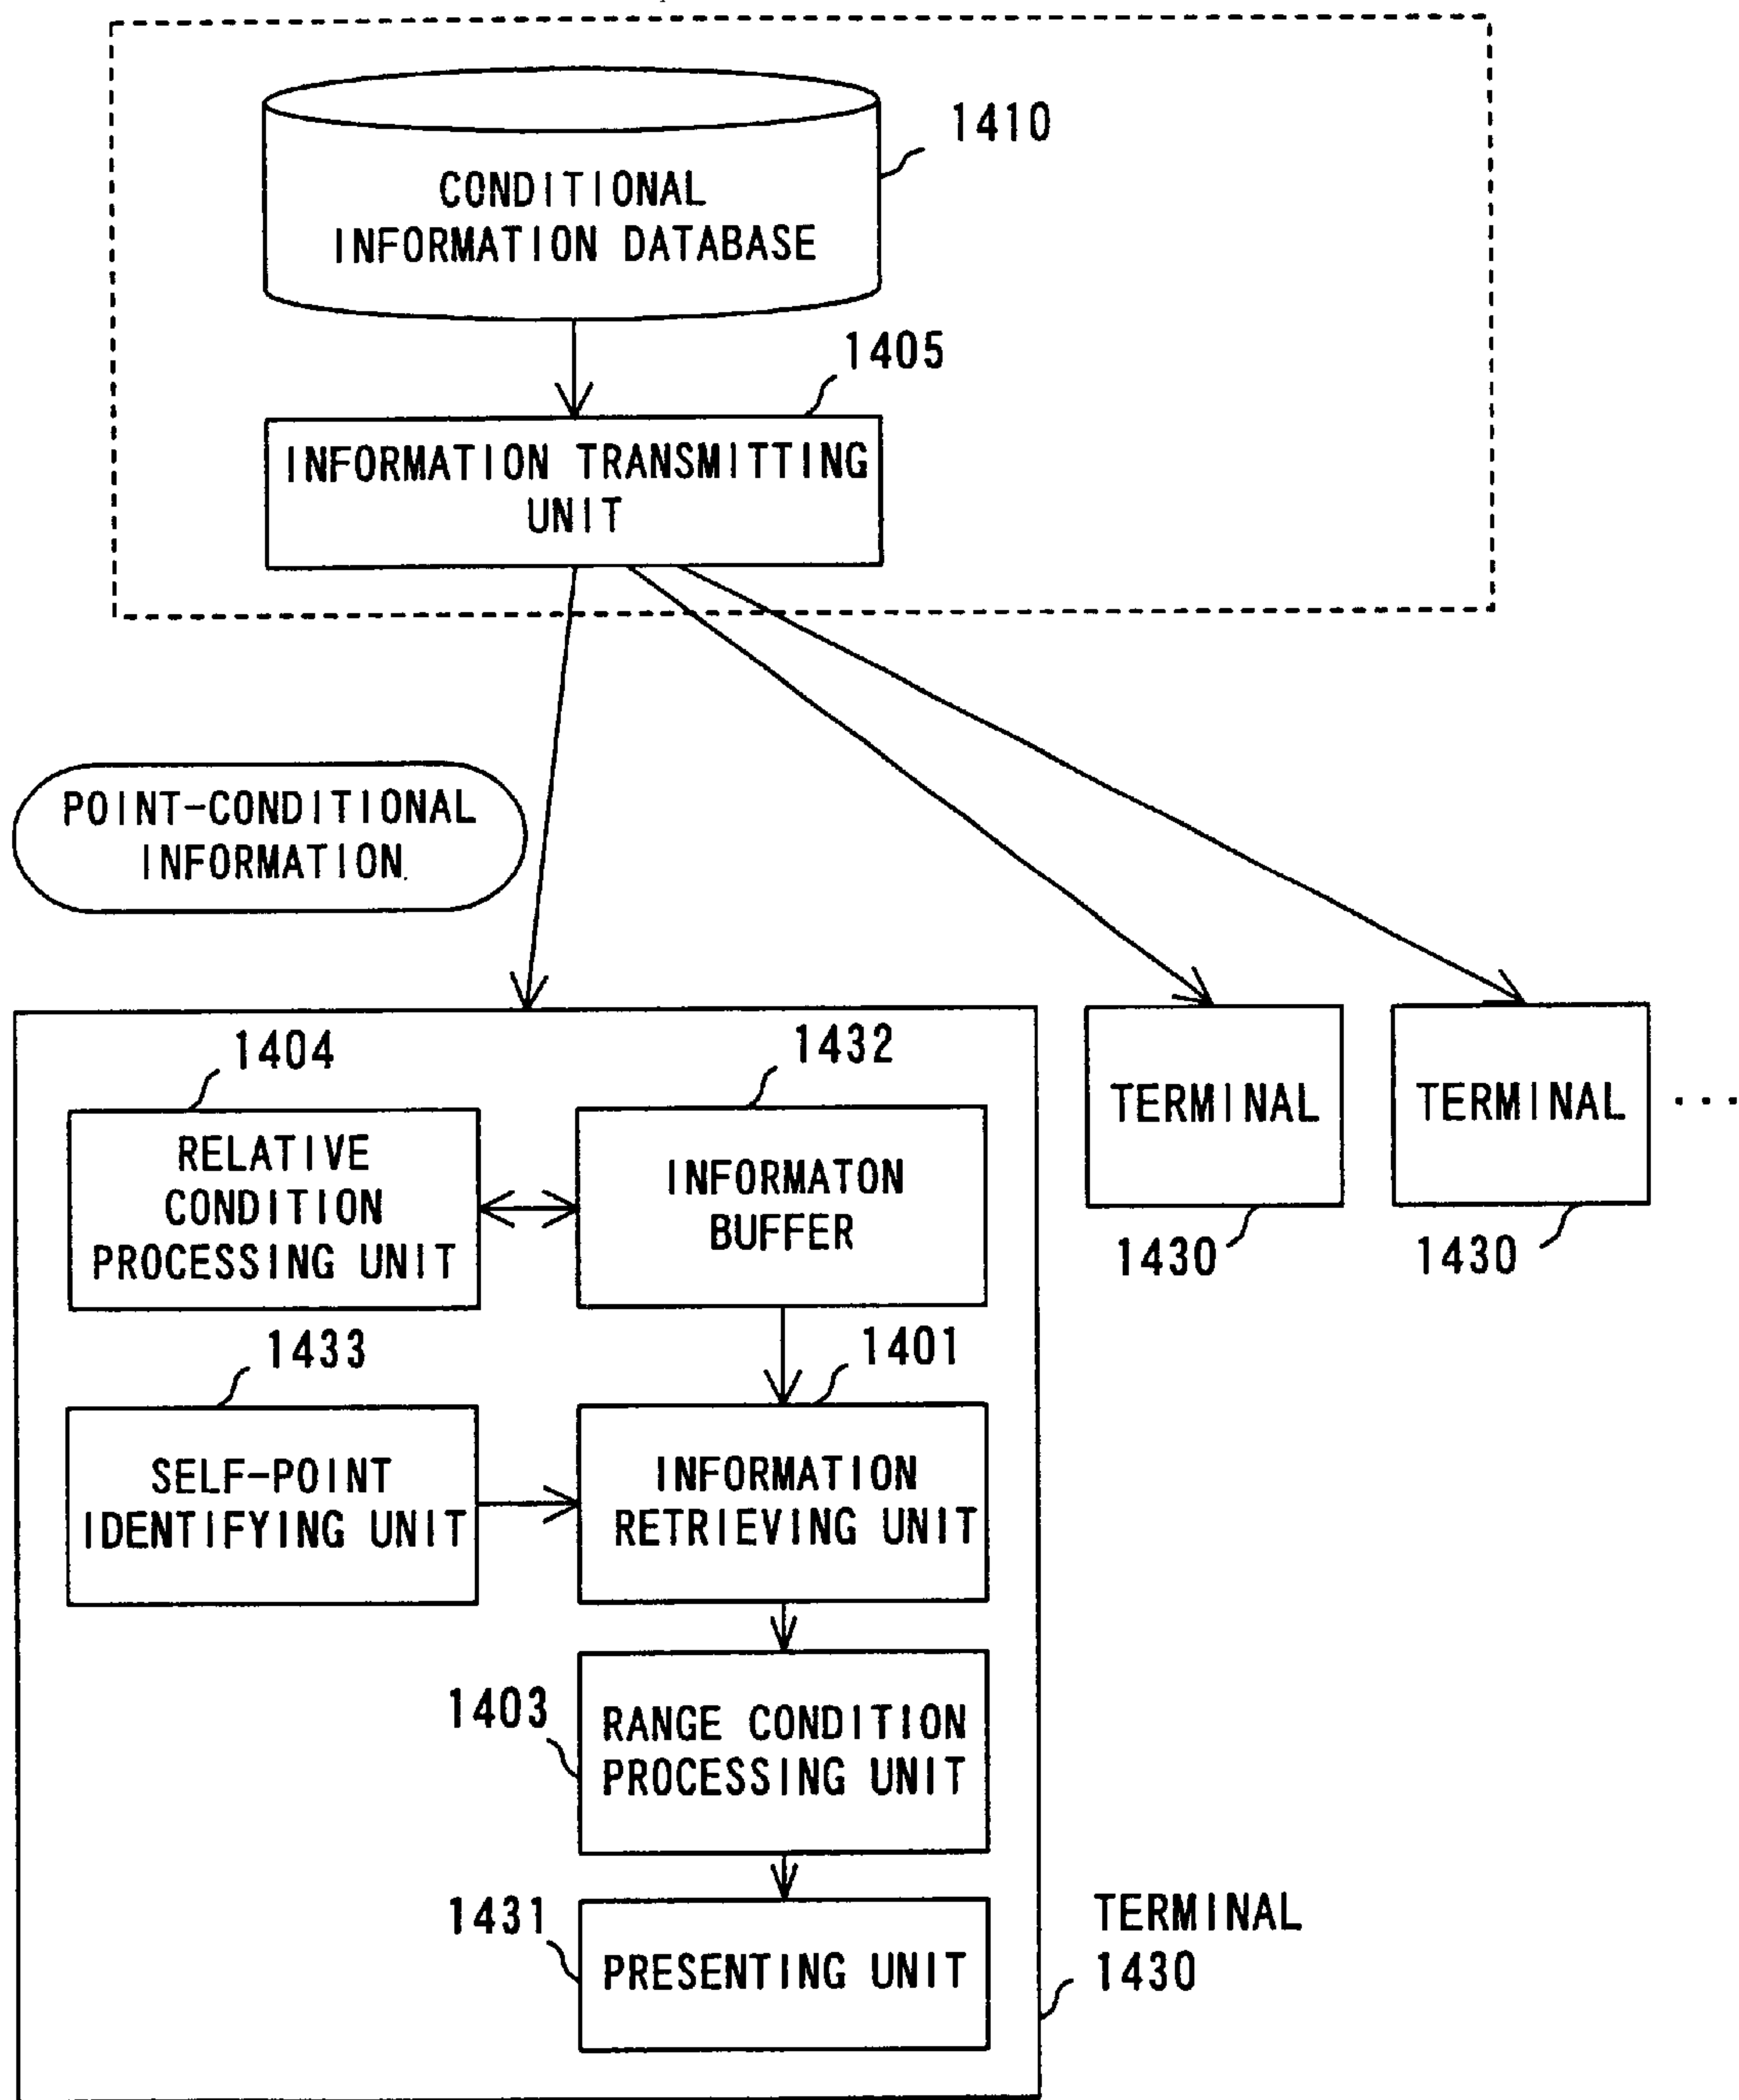 1410
CONDITIONAL
INFORMATION DATABASE
1405
INFORMATION TRANSMITTING
UNIT
POINT-CONDITIONAL
INFORMATION
1404
1432
RELATIVE
CONDITION
PROCESSING UNIT
INFORMATON
BUFFER
TERMINAL
TERMINAL
...
1430
1430
1433
1401
SELF-POINT
IDENTIFYING UNIT
INFORMATION
RETRIEVING UNIT
1403
RANGE CONDITION
PROCESSING UNIT
1431
PRESENTING UNIT
TERMINAL
1430